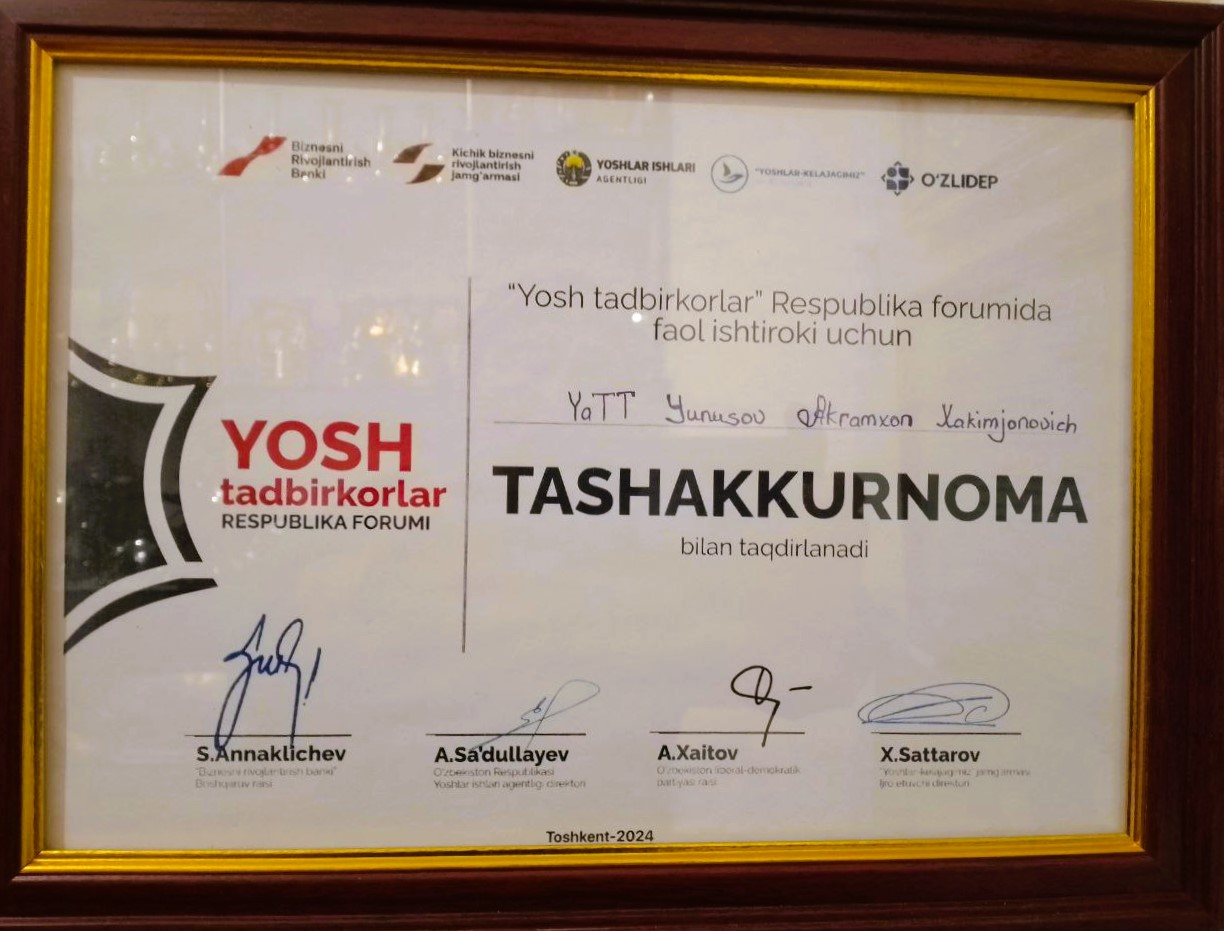 Biznesni
Rivojlantirish
Banki
Kichik biznesni
rivojlantirish
jamg'armasi
YOSHLAR ISHLARI
AGENTLIGI
"YOSHLAR-KELAJAGIMIZ"
O'ZLIDEP
"Yosh tadbirkorlar" Respublika forumida
faol ishtiroki uchun
YaTT Yunusov Akramxon Xakimjonovich
YOSH
tadbirkorlar
RESPUBLIKA FORUMI
TASHAKKURNOMA
bilan taqdirlanadi
S.Annaklichev
"Biznesni rivojlantirish banki"
Boshqaruv raisi
A.Sa'dullayev
O'zbekiston Respublikasi
Yoshlar ishlari agentligi direktori
A.Xaitov
O'zbekiston liberal-demokratik
partiyasi raisi
X.Sattarov
"Yoshlar-kelajagimiz" jamg'armasi
Ijro etuvchi direktori
Toshkent-2024